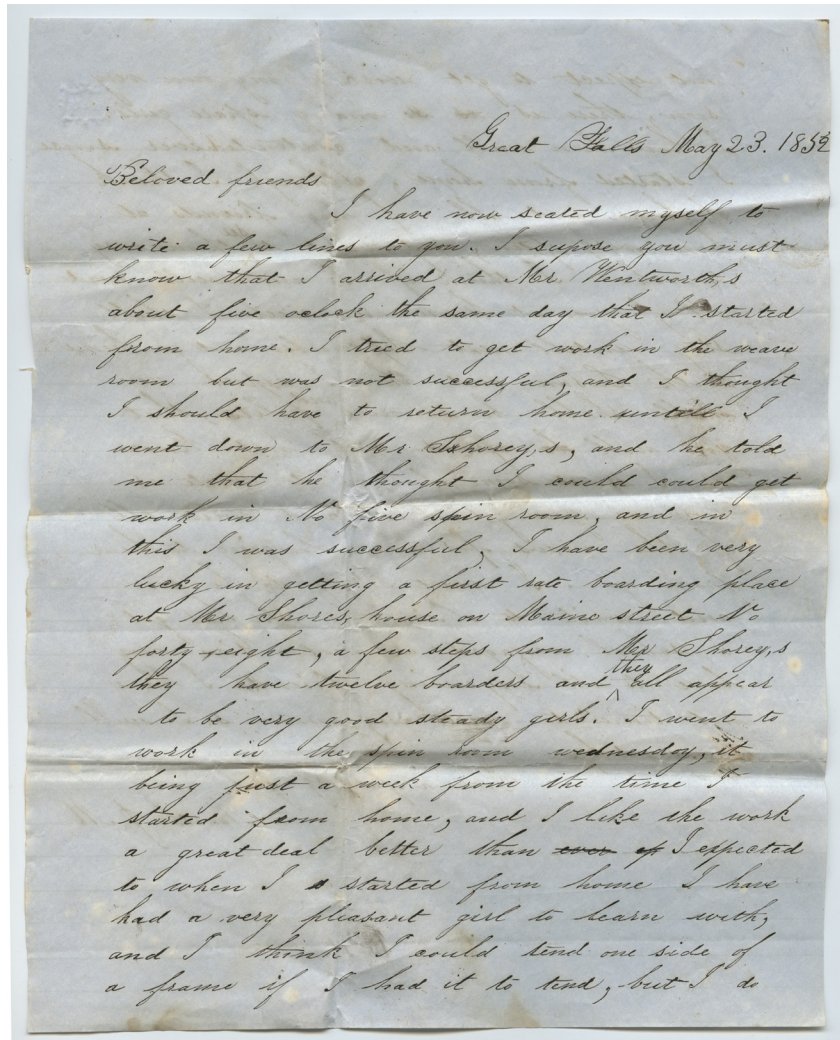 Great Falls May 23. 1852
Beloved friends
I have now seated myself to
write a few lines to you. I supose you must
know that I arrived at Mr Wentworth,s
about five oclock the same day that I started
from home. I tried to get work in the weave
room but was not successful, and I thought
I should have to return home untill I
went down to Mr Shorey,s, and he told
me that he thought I could could get
work in No five spin room, and in
this I was successful, I have been very
lucky in getting a first rate boarding place
at Mr Shores, house on Maine street No
forty eight, a few steps from Mr Shorey,s
they have twelve boarders and they all appear
to be very good steady girls. I went to
work in the spin room wednesday, it
being just a week from the time I
started from home, and I like the work
a great deal better than ever I expected
to when I started from home I have
had a very pleasant girl to learn with,
and I think I could tend one side of
a frame if I had it to tend, but I do